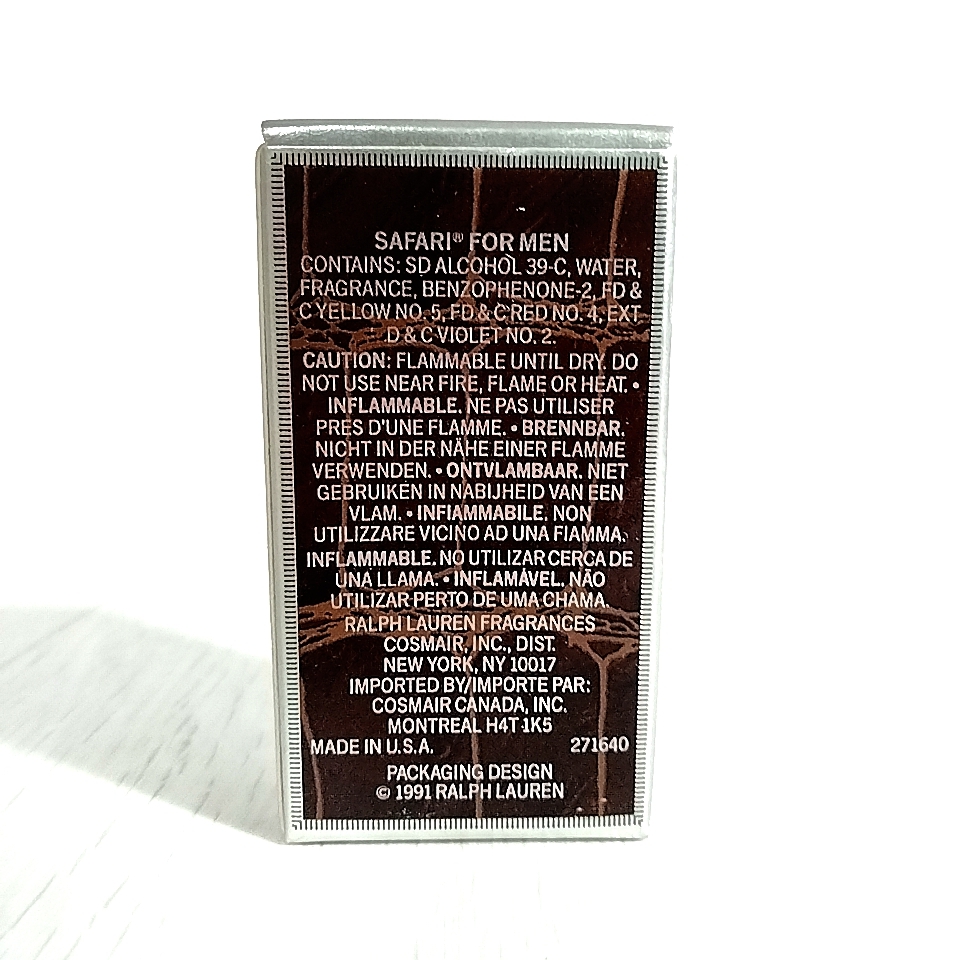 SAFARI® FOR MEN
CONTAINS: SD ALCOHOL 39-C, WATER,
FRAGRANCE, BENZOPHENONE-2, FD &
C YELLOW NO. 5, FD & C RED NO. 4, EXT
D & C VIOLET NO. 2.
CAUTION: FLAMMABLE UNTIL DRY. DO
NOT USE NEAR FIRE, FLAME OR HEAT. •
INFLAMMABLE. NE PAS UTILISER
PRES D'UNE FLAMME. • BRENNBAR.
NICHT IN DER NÄHE EINER FLAMME
VERWENDEN. • ONTVLAMBAAR. NIET
GEBRUIKEN IN NABIJHEID VAN EEN
VLAM. • INFIAMMABILE. NON
UTILIZZARE VICINO AD UNA FIAMMA.
INFLAMMABLE. NO UTILIZAR CERCA DE
UNA LLAMA. • INFLAMÁVEL. NÃO
UTILIZAR PERTO DE UMA CHAMA.
RALPH LAUREN FRAGRANCES
COSMAIR, INC., DIST.
NEW YORK, NY 10017
IMPORTED BY/IMPORTE PAR:
COSMAIR CANADA, INC.
MONTREAL H4T 1K5
MADE IN U.S.A. 271640
PACKAGING DESIGN
© 1991 RALPH LAUREN